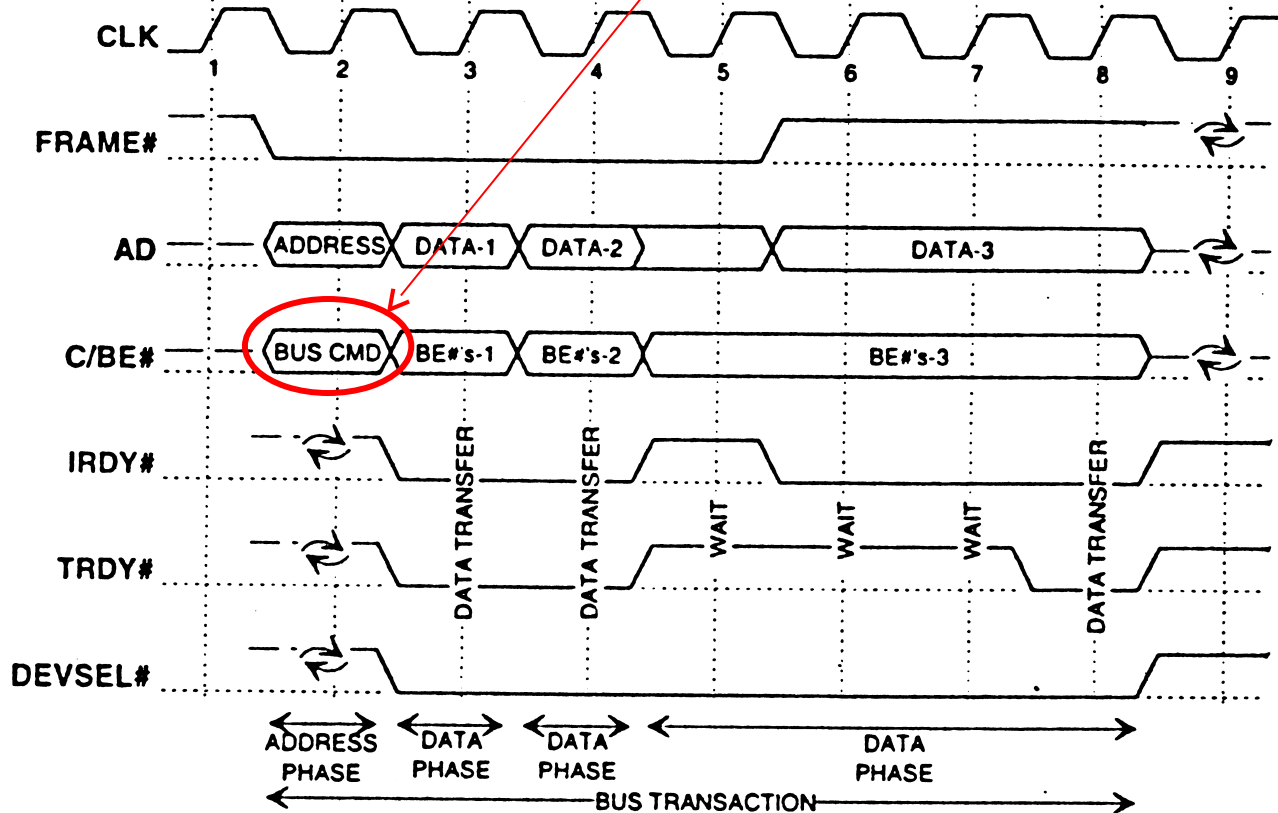 CLK
1 2 3 4 5 6 7 8 9
FRAME#
AD ADDRESS DATA-1 DATA-2 DATA-3
C/BE# BUS CMD BE#'s-1 BE#'s-2 BE#'s-3
IRDY#
TRDY#
DATA TRANSFER
DATA TRANSFER
WAIT
WAIT
WAIT
DATA TRANSFER
DEVSEL#
ADDRESS PHASE
DATA PHASE
DATA PHASE
DATA PHASE
BUS TRANSACTION